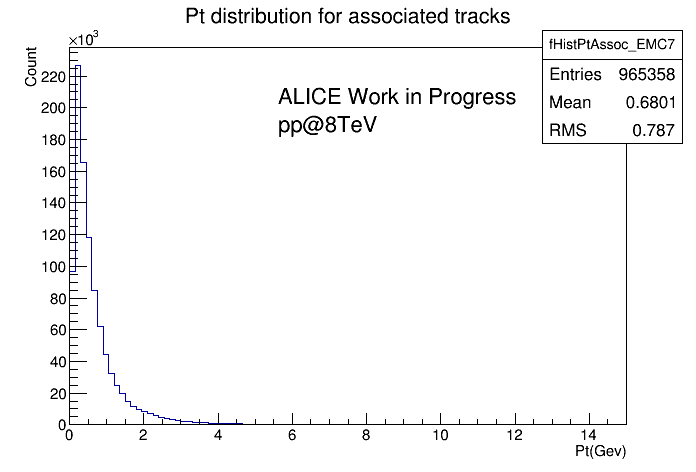 Pt distribution for associated tracks
×10³
Count
fHistPtAssoc_EMC7
Entries 965358
Mean 0.6801
RMS 0.787
ALICE Work in Progress
pp@8TeV
220
200
180
160
140
120
100
80
60
40
20
0
0 2 4 6 8 10 12 14
Pt(Gev)